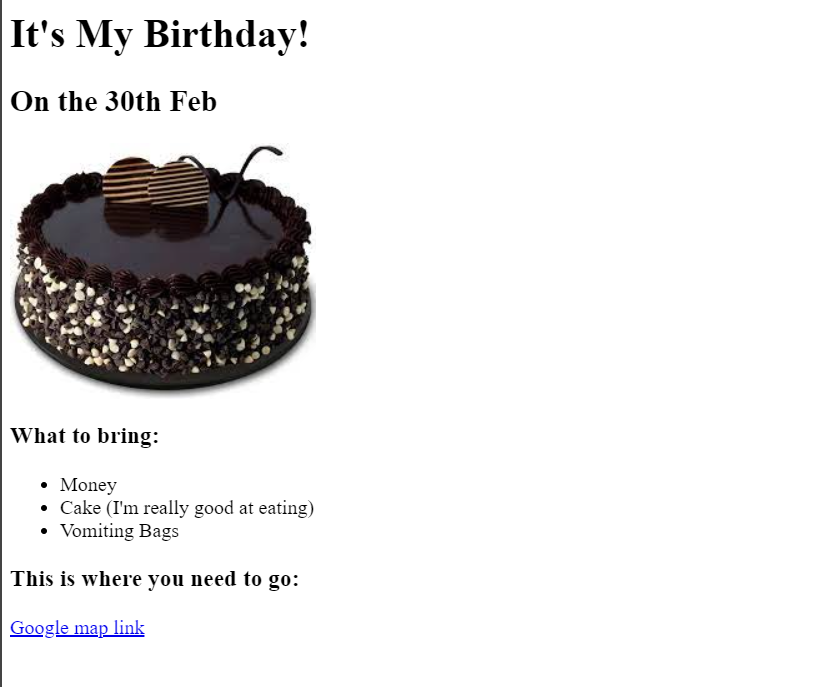 It's My Birthday!
On the 30th Feb
What to bring:
Money
Cake (I'm really good at eating)
Vomiting Bags
This is where you need to go:
Google map link